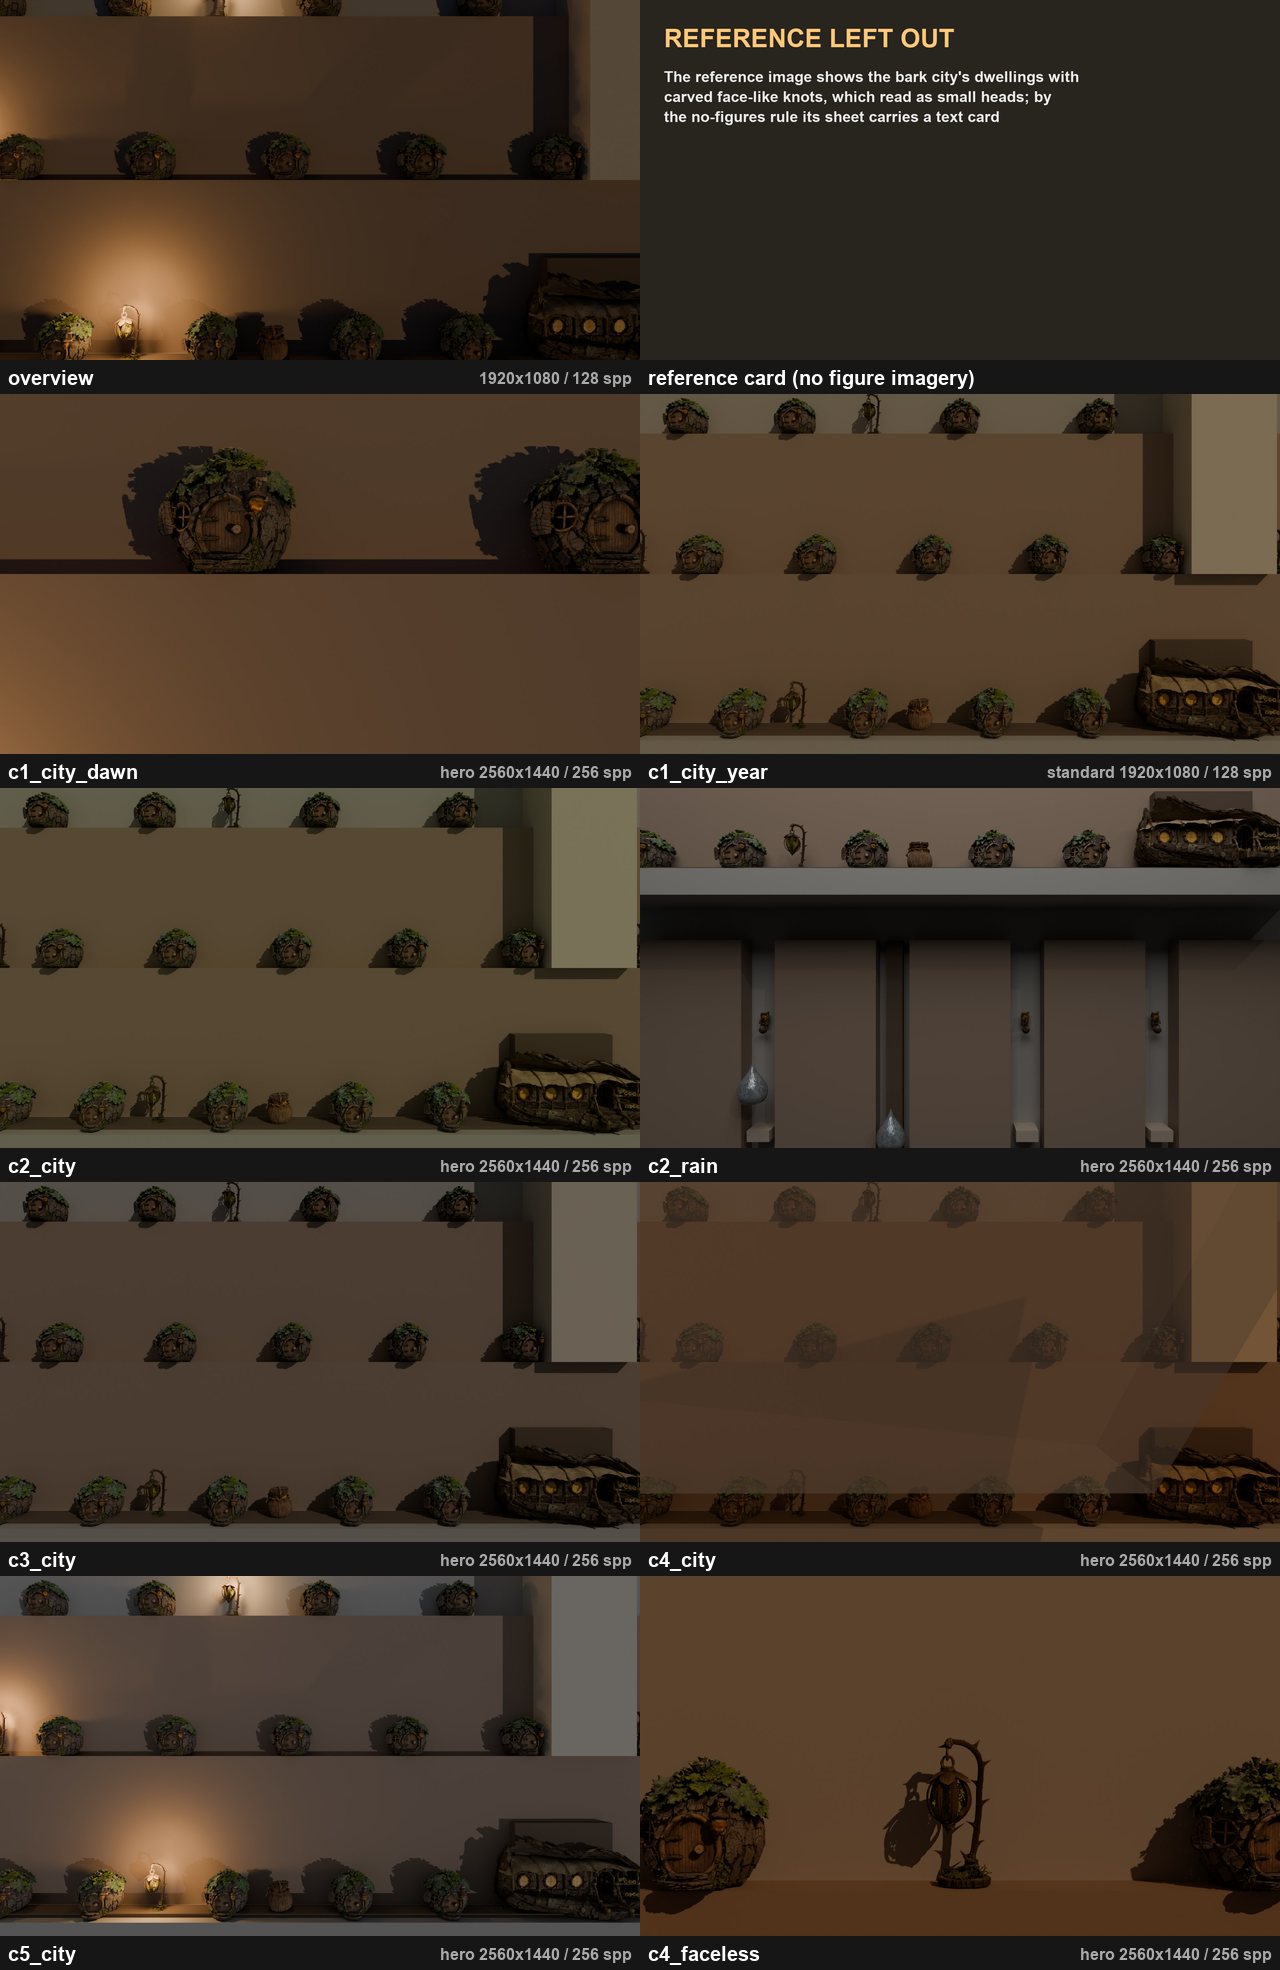 REFERENCE LEFT OUT
The reference image shows the bark city's dwellings with
carved face-like knots, which read as small heads; by
the no-figures rule its sheet carries a text card
overview 1920x1080 / 128 spp
reference card (no figure imagery)
c1_city_dawn hero 2560x1440 / 256 spp
c1_city_year standard 1920x1080 / 128 spp
c2_city hero 2560x1440 / 256 spp
c2_rain hero 2560x1440 / 256 spp
c3_city hero 2560x1440 / 256 spp
c4_city hero 2560x1440 / 256 spp
c5_city hero 2560x1440 / 256 spp
c4_faceless hero 2560x1440 / 256 spp